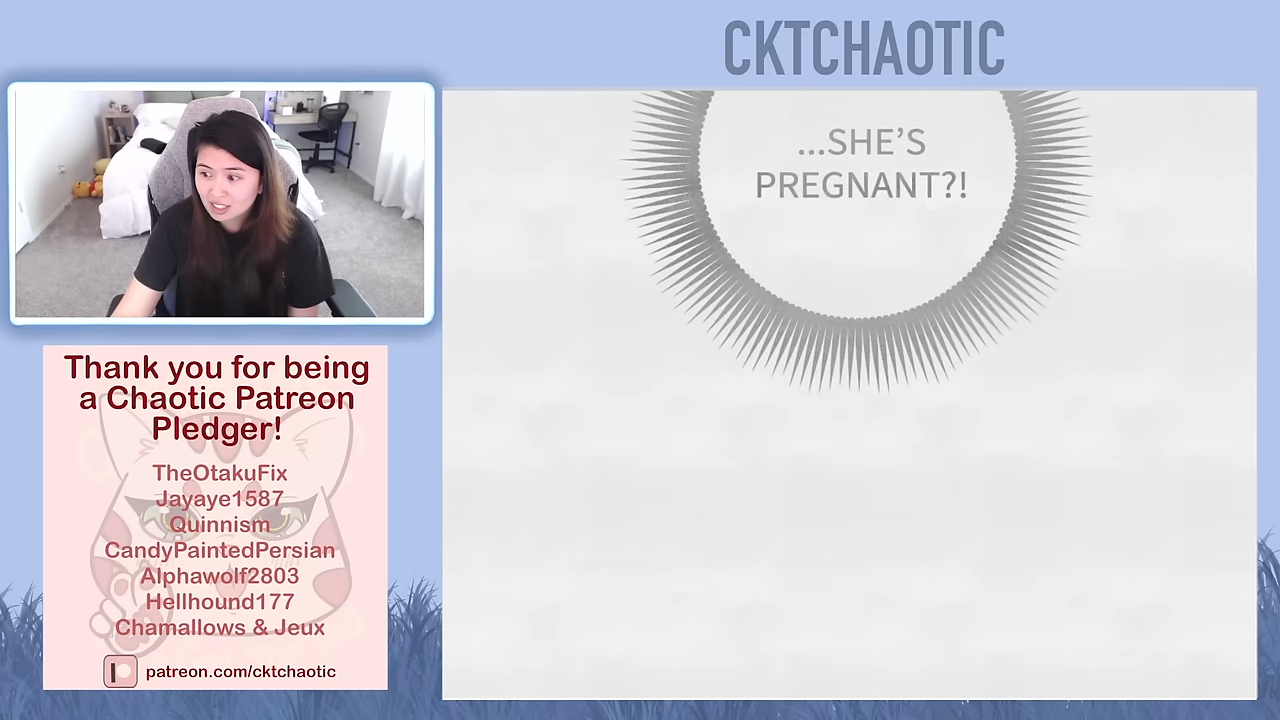 CKTCHAOTIC
...SHE'S
PREGNANT?!
Thank you for being
a Chaotic Patreon
Pledger!
TheOtakuFix
Jayaye1587
Quinnism
CandyPaintedPersian
Alphawolf2803
Hellhound177
Chamallows & Jeux
patreon.com/cktchaotic